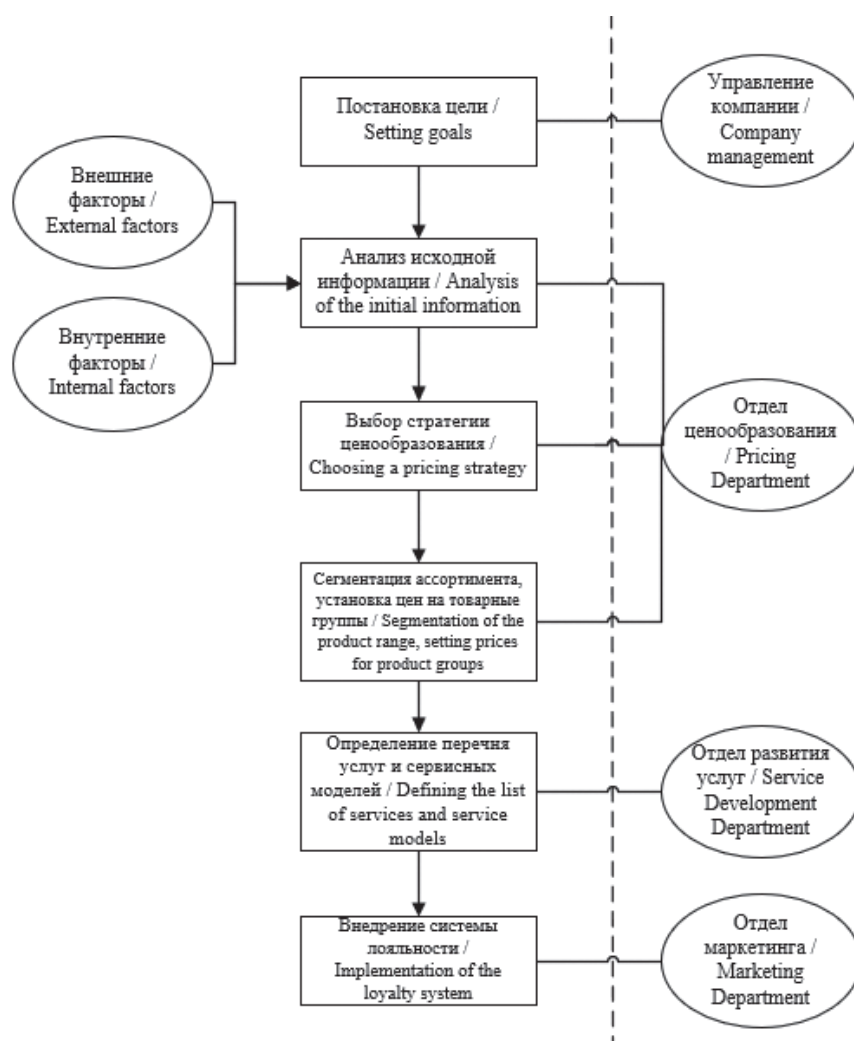 Постановка цели /
Setting goals
Управление
компании /
Company
management
Внешние
факторы /
External factors
Анализ исходной
информации / Analysis
of the initial information
Внутренние
факторы /
Internal factors
Выбор стратегии
ценообразования /
Choosing a pricing strategy
Отдел
ценообразования
/ Pricing
Department
Сегментация ассортимента,
установка цен на товарные
группы / Segmentation of the
product range, setting prices
for product groups
Определение перечня
услуг и сервисных
моделей / Defining the list
of services and service
models
Отдел развития
услуг / Service
Development
Department
Внедрение системы
лояльности /
Implementation of the
loyalty system
Отдел
маркетинга /
Marketing
Department